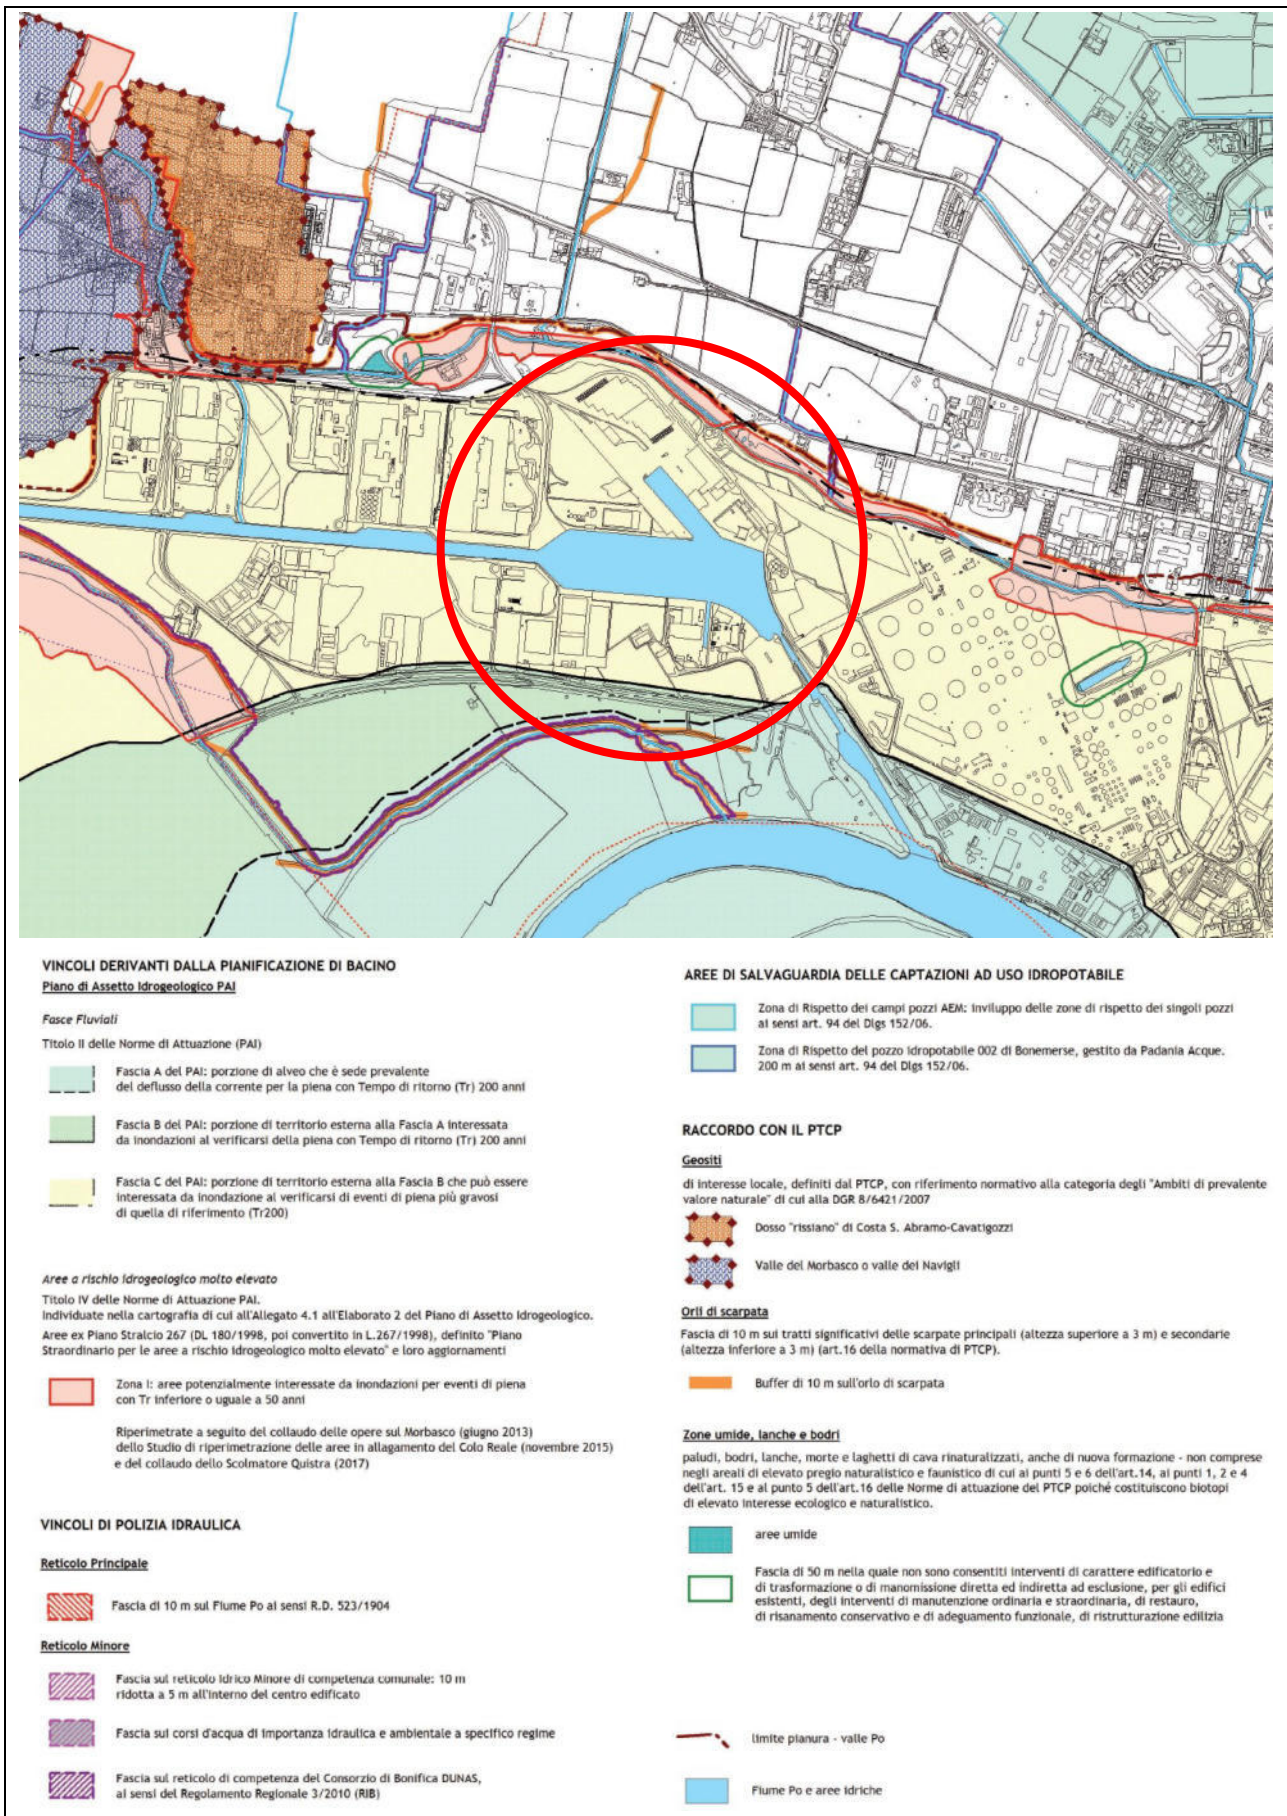 VINCOLI DERIVANTI DALLA PIANIFICAZIONE DI BACINO
Piano di Assetto Idrogeologico PAI
Fasce Fluviali
Titolo II delle Norme di Attuazione (PAI)
Fascia A del PAI: porzione di alveo che è sede prevalente
del deflusso della corrente per la piena con Tempo di ritorno (Tr) 200 anni
Fascia B del PAI: porzione di territorio esterna alla Fascia A interessata
da inondazioni al verificarsi della piena con Tempo di ritorno (Tr) 200 anni
Fascia C del PAI: porzione di territorio esterna alla Fascia B che può essere
interessata da inondazione al verificarsi di eventi di piena più gravosi
di quella di riferimento (Tr200)
Aree a rischio idrogeologico molto elevato
Titolo IV delle Norme di Attuazione PAI.
Individuate nella cartografia di cui all'Allegato 4.1 all'Elaborato 2 del Piano di Assetto Idrogeologico.
Aree ex Piano Stralcio 267 (DL 180/1998, poi convertito in L.267/1998), definito "Piano
Straordinario per le aree a rischio idrogeologico molto elevato" e loro aggiornamenti
Zona I: aree potenzialmente interessate da inondazioni per eventi di piena
con Tr inferiore o uguale a 50 anni
Riperimetrate a seguito del collaudo delle opere sul Morbasco (giugno 2013)
dello Studio di riperimetrazione delle aree in allagamento del Colo Reale (novembre 2015)
e del collaudo dello Scolmatore Quistra (2017)
VINCOLI DI POLIZIA IDRAULICA
Reticolo Principale
Fascia di 10 m sul Fiume Po ai sensi R.D. 523/1904
Reticolo Minore
Fascia sul reticolo Idrico Minore di competenza comunale: 10 m
ridotta a 5 m all'interno del centro edificato
Fascia sui corsi d'acqua di importanza idraulica e ambientale a specifico regime
Fascia sul reticolo di competenza del Consorzio di Bonifica DUNAS,
ai sensi del Regolamento Regionale 3/2010 (RIB)
AREE DI SALVAGUARDIA DELLE CAPTAZIONI AD USO IDROPOTABILE
Zona di Rispetto dei campi pozzi AEM: inviluppo delle zone di rispetto dei singoli pozzi
ai sensi art. 94 del Dlgs 152/06.
Zona di Rispetto del pozzo idropotabile 002 di Bonemerse, gestito da Padania Acque.
200 m ai sensi art. 94 del Dlgs 152/06.
RACCORDO CON IL PTCP
Geositi
di interesse locale, definiti dal PTCP, con riferimento normativo alla categoria degli "Ambiti di prevalente
valore naturale" di cui alla DGR 8/6421/2007
Dosso "rissiano" di Costa S. Abramo-Cavatigozzi
Valle del Morbasco o valle dei Navigli
Orli di scarpata
Fascia di 10 m sui tratti significativi delle scarpate principali (altezza superiore a 3 m) e secondarie
(altezza inferiore a 3 m) (art.16 della normativa di PTCP).
Buffer di 10 m sull'orlo di scarpata
Zone umide, lanche e bodri
paludi, bodri, lanche, morte e laghetti di cava rinaturalizzati, anche di nuova formazione - non comprese
negli areali di elevato pregio naturalistico e faunistico di cui ai punti 5 e 6 dell'art.14, ai punti 1, 2 e 4
dell'art. 15 e al punto 5 dell'art.16 delle Norme di attuazione del PTCP poiché costituiscono biotopi
di elevato interesse ecologico e naturalistico.
aree umide
Fascia di 50 m nella quale non sono consentiti interventi di carattere edificatorio e
di trasformazione o di manomissione diretta ed indiretta ad esclusione, per gli edifici
esistenti, degli interventi di manutenzione ordinaria e straordinaria, di restauro,
di risanamento conservativo e di adeguamento funzionale, di ristrutturazione edilizia
limite pianura - valle Po
Fiume Po e aree idriche